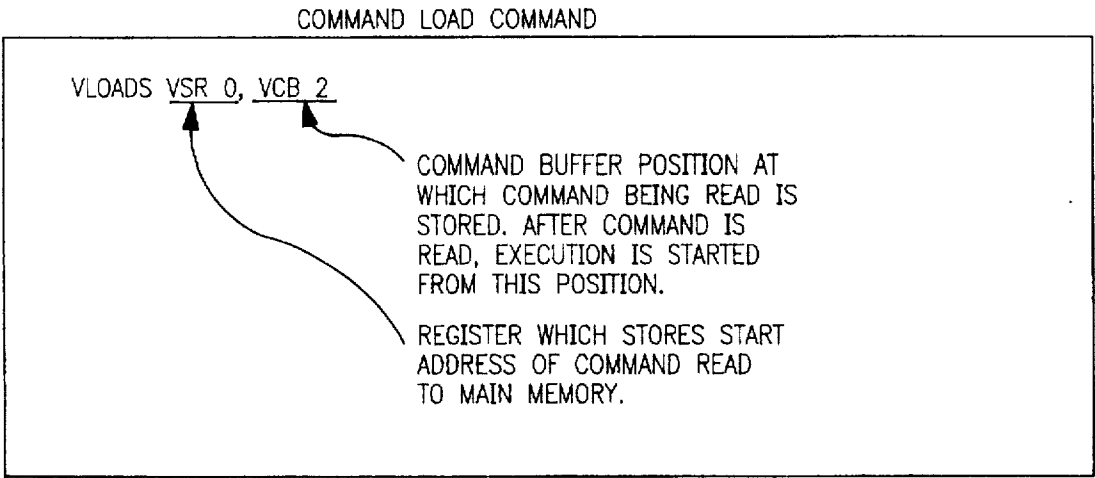 COMMAND LOAD COMMAND
VLOADS VSR 0, VCB 2
COMMAND BUFFER POSITION AT
WHICH COMMAND BEING READ IS
STORED. AFTER COMMAND IS
READ, EXECUTION IS STARTED
FROM THIS POSITION.
REGISTER WHICH STORES START
ADDRESS OF COMMAND READ
TO MAIN MEMORY.